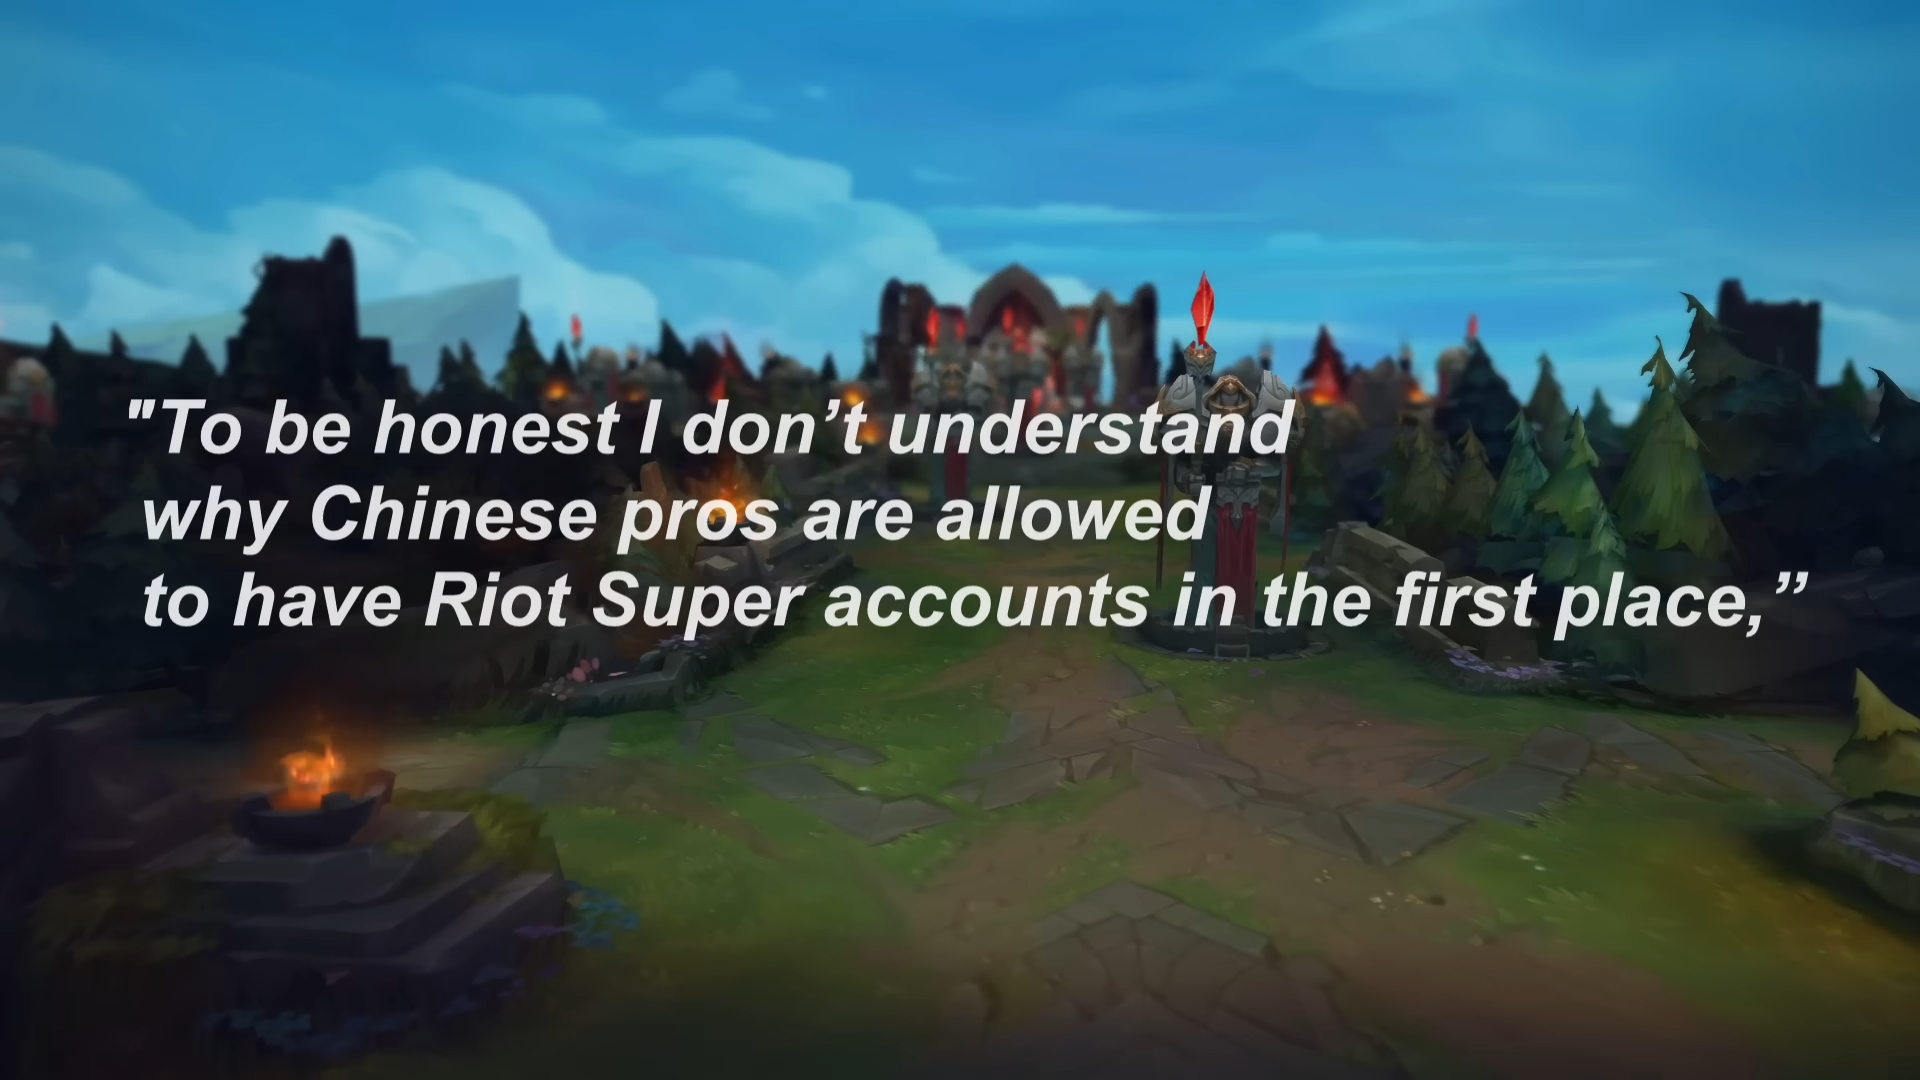 "To be honest I don’t understand
why Chinese pros are allowed
to have Riot Super accounts in the first place,”